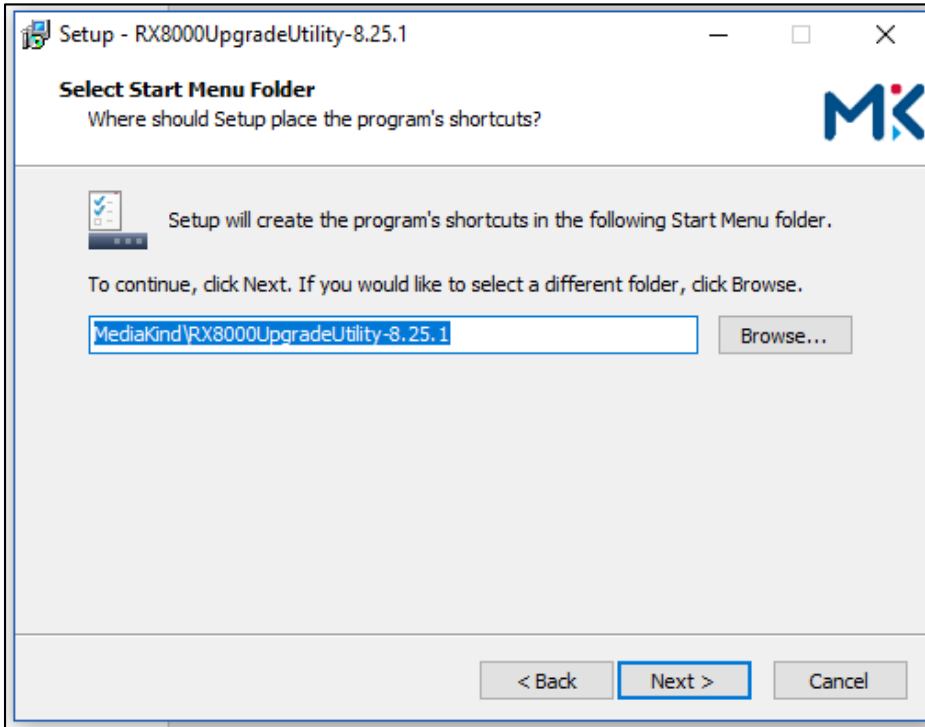 Setup - RX8000UpgradeUtility-8.25.1
Select Start Menu Folder
Where should Setup place the program's shortcuts?
MK
Setup will create the program's shortcuts in the following Start Menu folder.
To continue, click Next. If you would like to select a different folder, click Browse.
MediaKind\RX8000UpgradeUtility-8.25.1
Browse...
< Back
Next >
Cancel